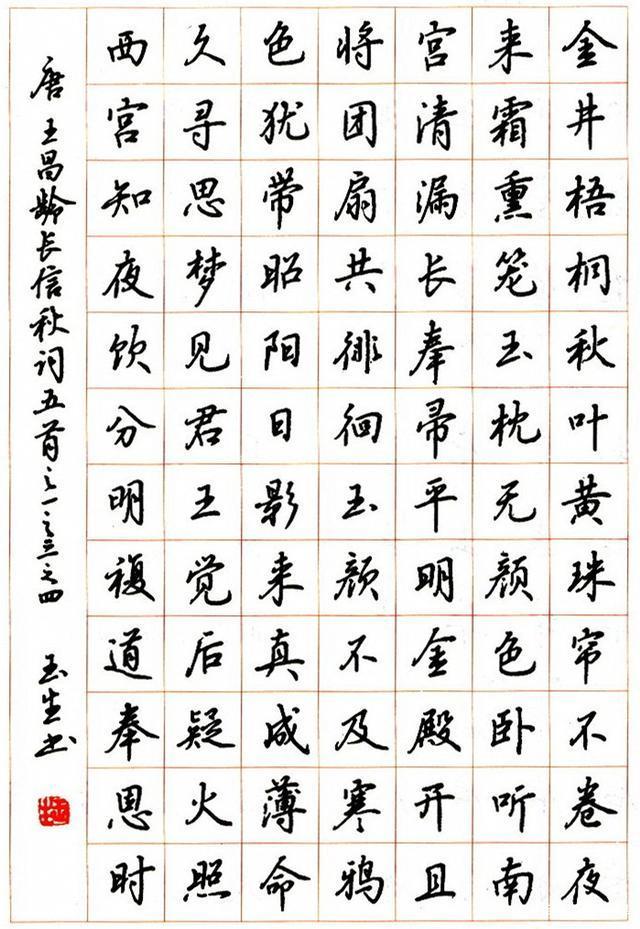 金井梧桐秋叶黄珠帘不卷夜
来霜熏笼玉枕无颜色卧听南
宫清漏长奉帚平明金殿开且
将团扇共徘徊玉颜不及寒鸦
色犹带昭阳日影来真成薄命
久寻思梦见君王觉后疑火照
西宫知夜饮分明複道奉恩时
唐王昌龄长信秋词五首之一之三之四 玉生书